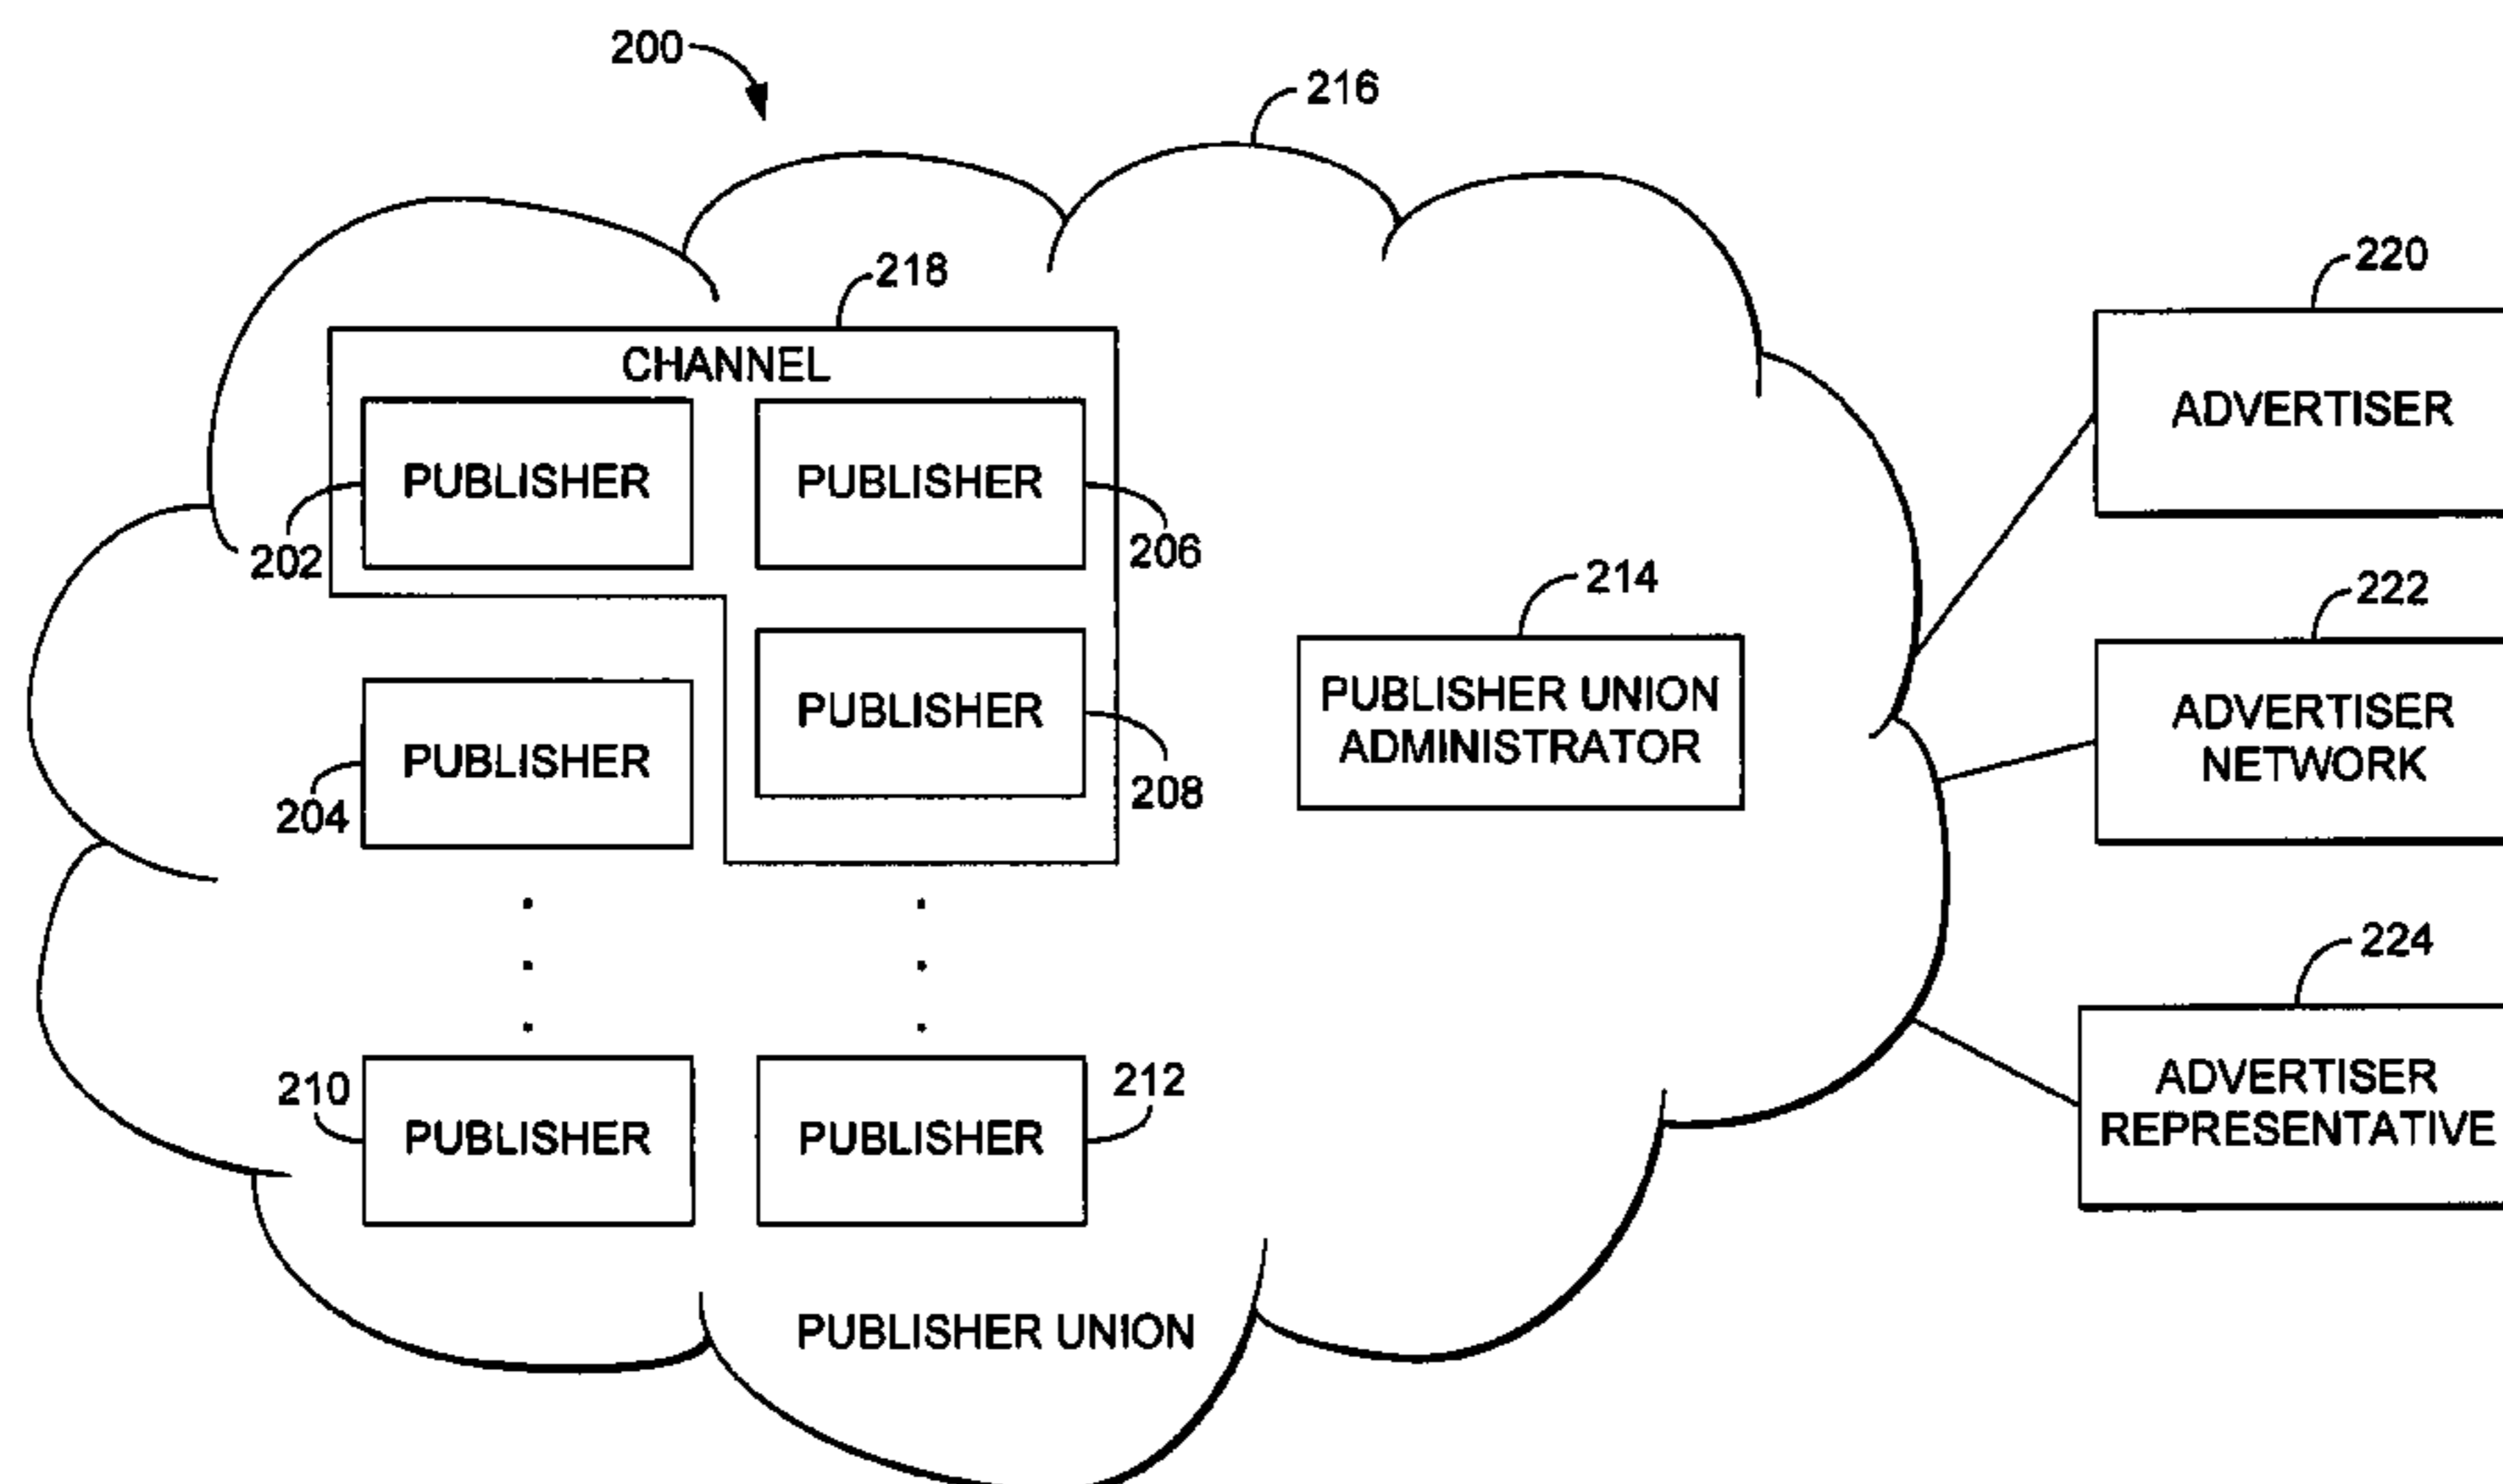 200
216
218
220
CHANNEL
ADVERTISER
PUBLISHER
PUBLISHER
202
206
214
222
PUBLISHER UNION
ADMINISTRATOR
PUBLISHER
PUBLISHER
204
208
ADVERTISER
NETWORK
224
210
212
PUBLISHER
PUBLISHER
ADVERTISER
REPRESENTATIVE
PUBLISHER UNION